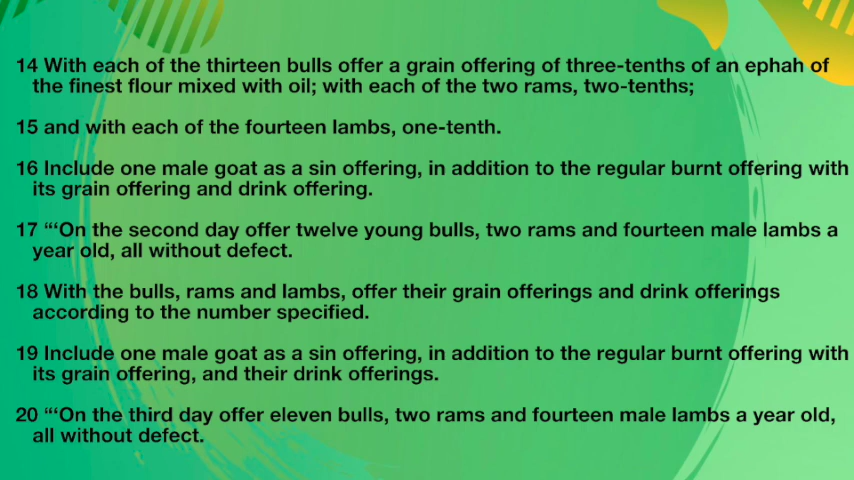 14 With each of the thirteen bulls offer a grain offering of three-tenths of an ephah of
the finest flour mixed with oil; with each of the two rams, two-tenths;
15 and with each of the fourteen lambs, one-tenth.
16 Include one male goat as a sin offering, in addition to the regular burnt offering with
its grain offering and drink offering.
17 “‘On the second day offer twelve young bulls, two rams and fourteen male lambs a
year old, all without defect.
18 With the bulls, rams and lambs, offer their grain offerings and drink offerings
according to the number specified.
19 Include one male goat as a sin offering, in addition to the regular burnt offering with
its grain offering, and their drink offerings.
20 “‘On the third day offer eleven bulls, two rams and fourteen male lambs a year old,
all without defect.